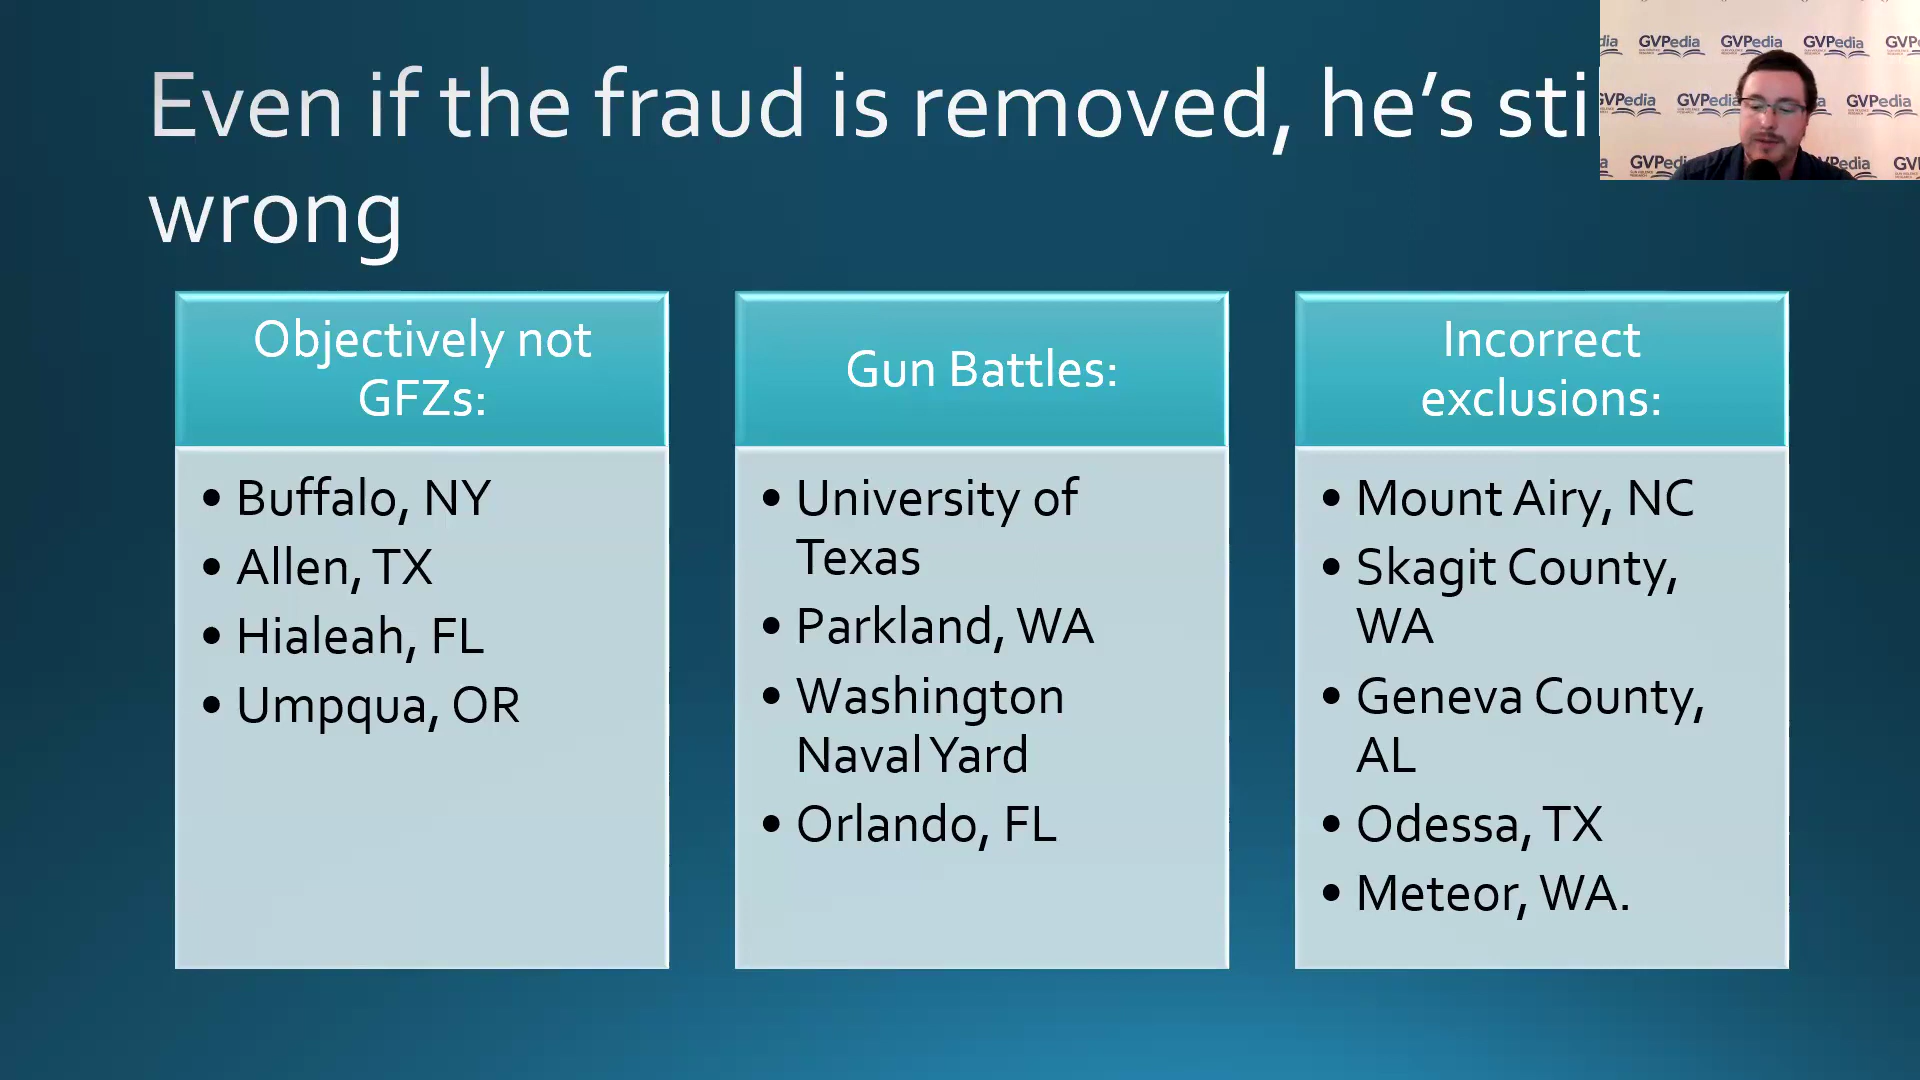 Even if the fraud is removed, he's sti
wrong
GVPedia GVPedia GVPedia
GVPedia GVPedia GVPedia
GVPedia
Objectively not
GFZs:
• Buffalo, NY
• Allen, TX
• Hialeah, FL
• Umpqua, OR
Gun Battles:
• University of
Texas
• Parkland, WA
• Washington
Naval Yard
• Orlando, FL
Incorrect
exclusions:
• Mount Airy, NC
• Skagit County,
WA
• Geneva County,
AL
• Odessa, TX
• Meteor, WA.